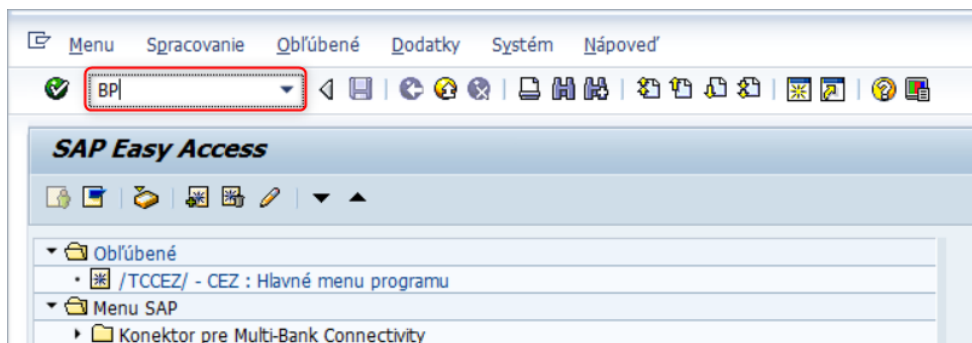 Menu Spracovanie Obľúbené Dodatky Systém Nápoveď
BP
SAP Easy Access
Obľúbené
/TCCEZ/ - CEZ : Hlavné menu programu
Menu SAP
Konektor pre Multi-Bank Connectivity